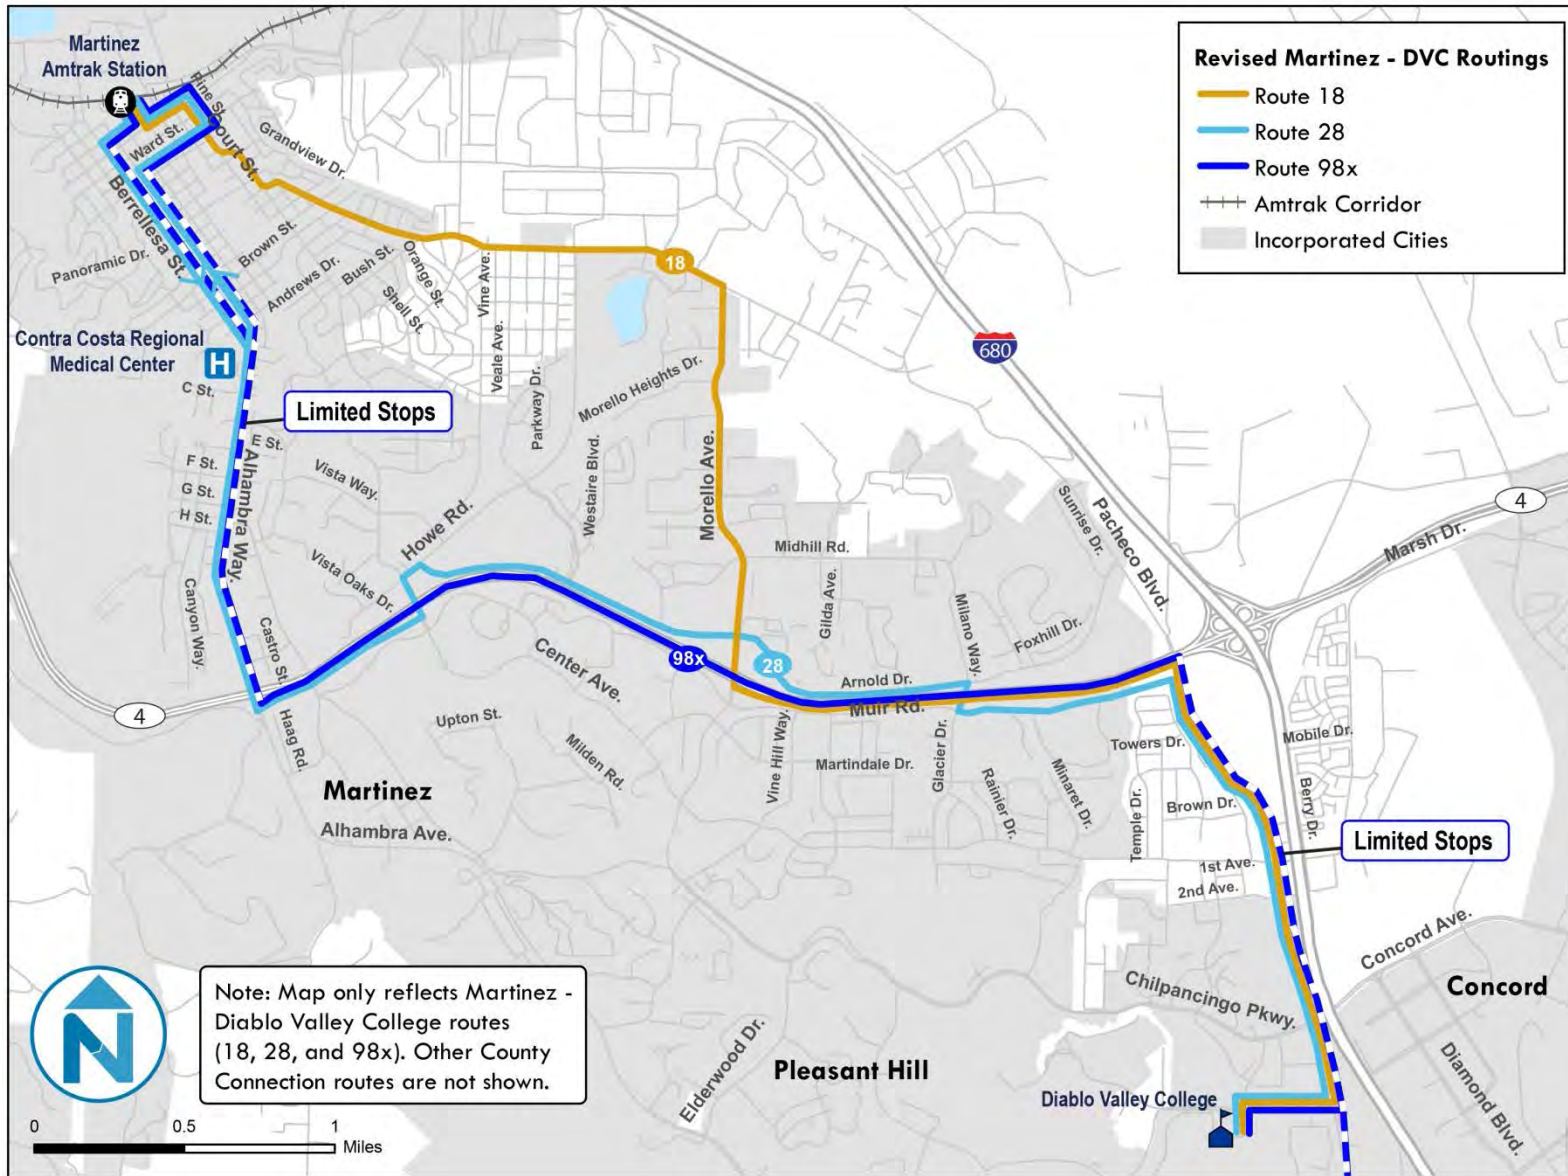 Martinez
Amtrak Station
Pine St.
Ward St.
Court St.
Grandview Dr.
Berrellesa St.
Panoramic Dr.
Brown St.
Andrews Dr.
Bush St.
Orange St.
Shell St.
Vine Ave.
Veale Ave.
Parkway Dr.
18
Morello Heights Dr.
Westaire Blvd.
Morello Ave.
Contra Costa Regional
Medical Center
H
C St.
Limited Stops
E St.
F St.
G St.
H St.
Alhambra Way.
Vista Way.
Howe Rd.
Vista Oaks Dr.
Canyon Way.
Castro St.
Haag Rd.
4
Midhill Rd.
Gilda Ave.
Milano Way.
Foxhill Dr.
Sunrise Dr.
Pacheco Blvd.
680
4
Marsh Dr.
Center Ave.
98x
28
Arnold Dr.
Muir Rd.
Upton St.
Milden Rd.
Vine Hill Way.
Martindale Dr.
Glacier Dr.
Rainier Dr.
Minaret Dr.
Towers Dr.
Temple Dr.
Brown Dr.
Mobile Dr.
Berry Dr.
Limited Stops
1st Ave.
2nd Ave.
Martinez
Alhambra Ave.
Concord Ave.
Concord
Chilpancingo Pkwy.
Diamond Blvd.
Elderwood Dr.
Pleasant Hill
Diablo Valley College
Revised Martinez - DVC Routings
Route 18
Route 28
Route 98x
Amtrak Corridor
Incorporated Cities
N
Note: Map only reflects Martinez -
Diablo Valley College routes
(18, 28, and 98x). Other County
Connection routes are not shown.
0 0.5 1
Miles